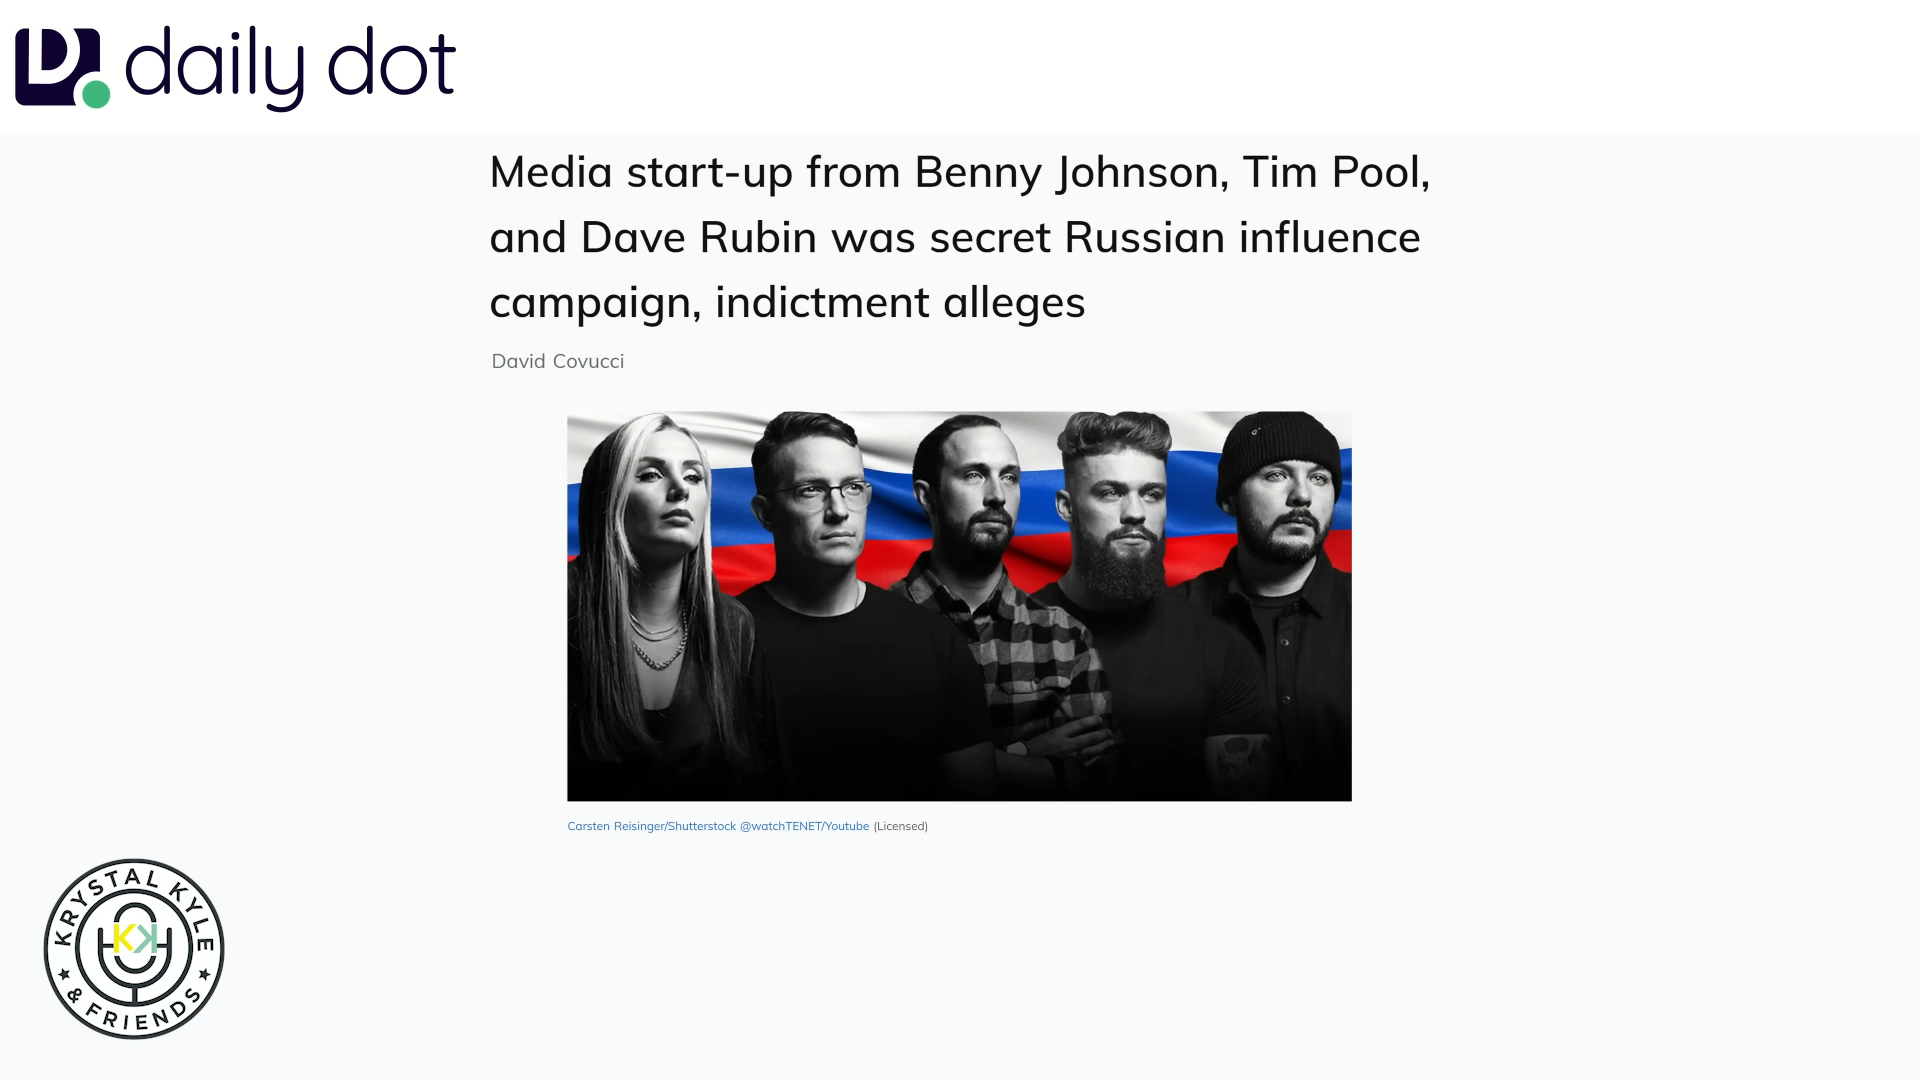 D.
daily dot
Media start-up from Benny Johnson, Tim Pool,
and Dave Rubin was secret Russian influence
campaign, indictment alleges
David Covucci
Carsten Reisinger/Shutterstock @watchTENET/Youtube (Licensed)
KRYSTAL KYLE
KK
& FRIENDS